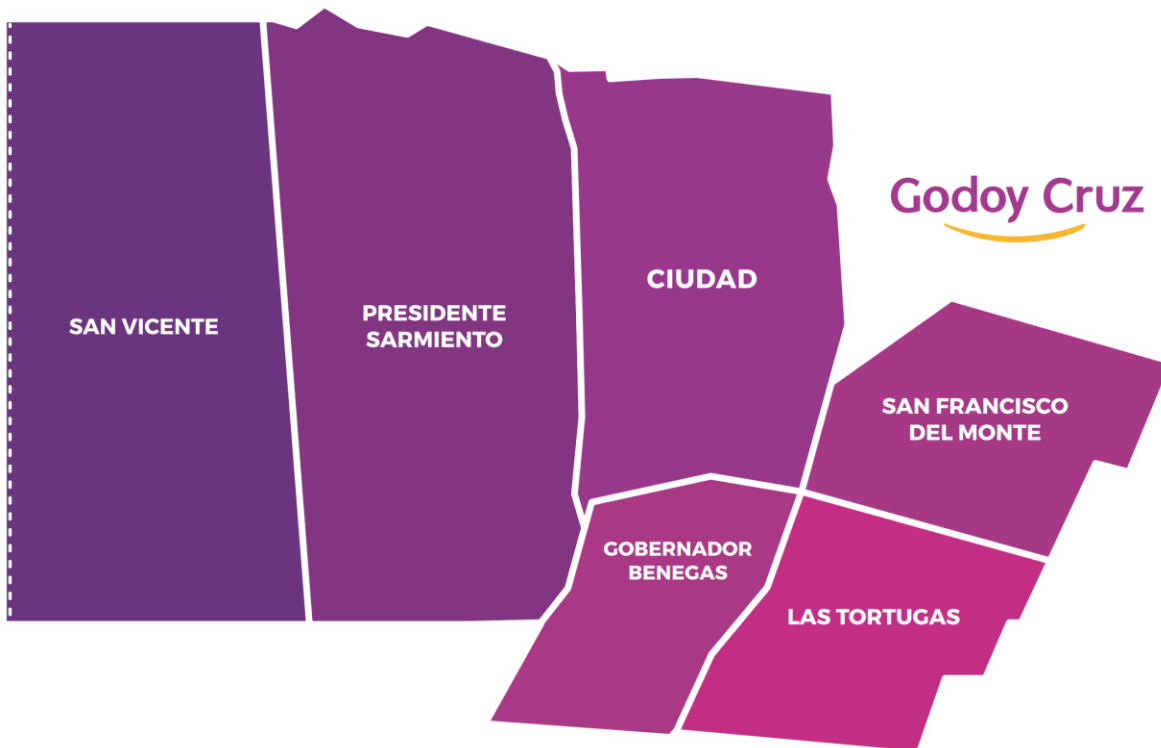 Godoy Cruz
CIUDAD
SAN VICENTE
PRESIDENTE
SARMIENTO
SAN FRANCISCO
DEL MONTE
GOBERNADOR
BENEGAS
LAS TORTUGAS